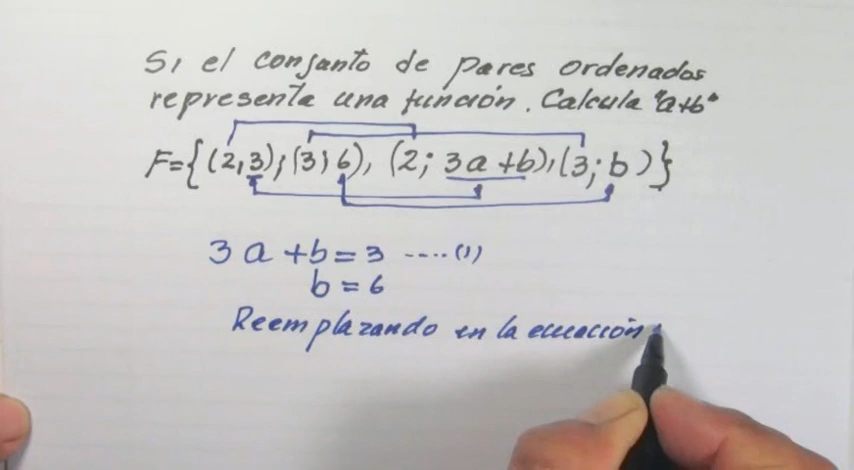 Si el conjunto de pares ordenados
representa una función. Calcula "a+b"
F={(2,3);(3;6),(2; 3a+b),(3; b)}
3a+b=3 ....(1)
b=6
Reemplazando en la ecuación